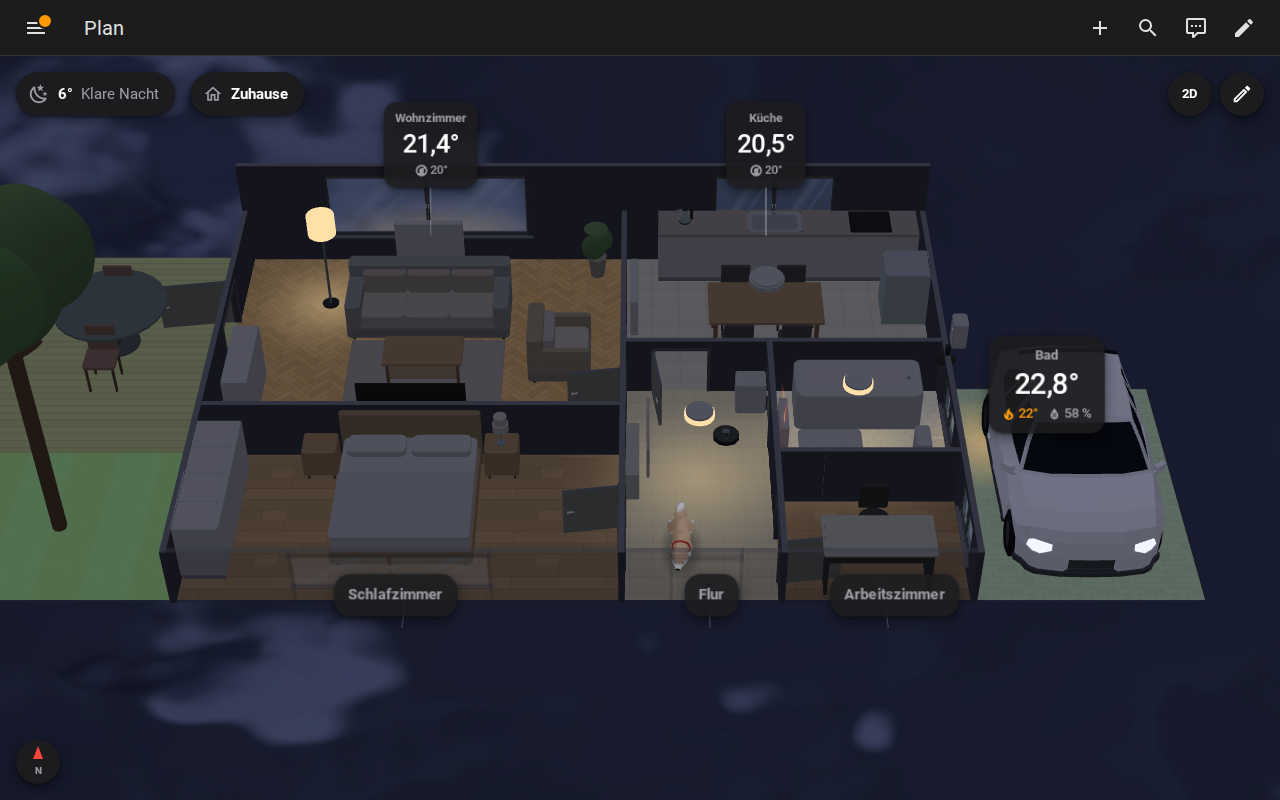 Plan
6° Klare Nacht
Zuhause
2D
Wohnzimmer
21,4°
20°
Küche
20,5°
20°
Bad
22,8°
22° 58 %
Schlafzimmer
Flur
Arbeitszimmer
N